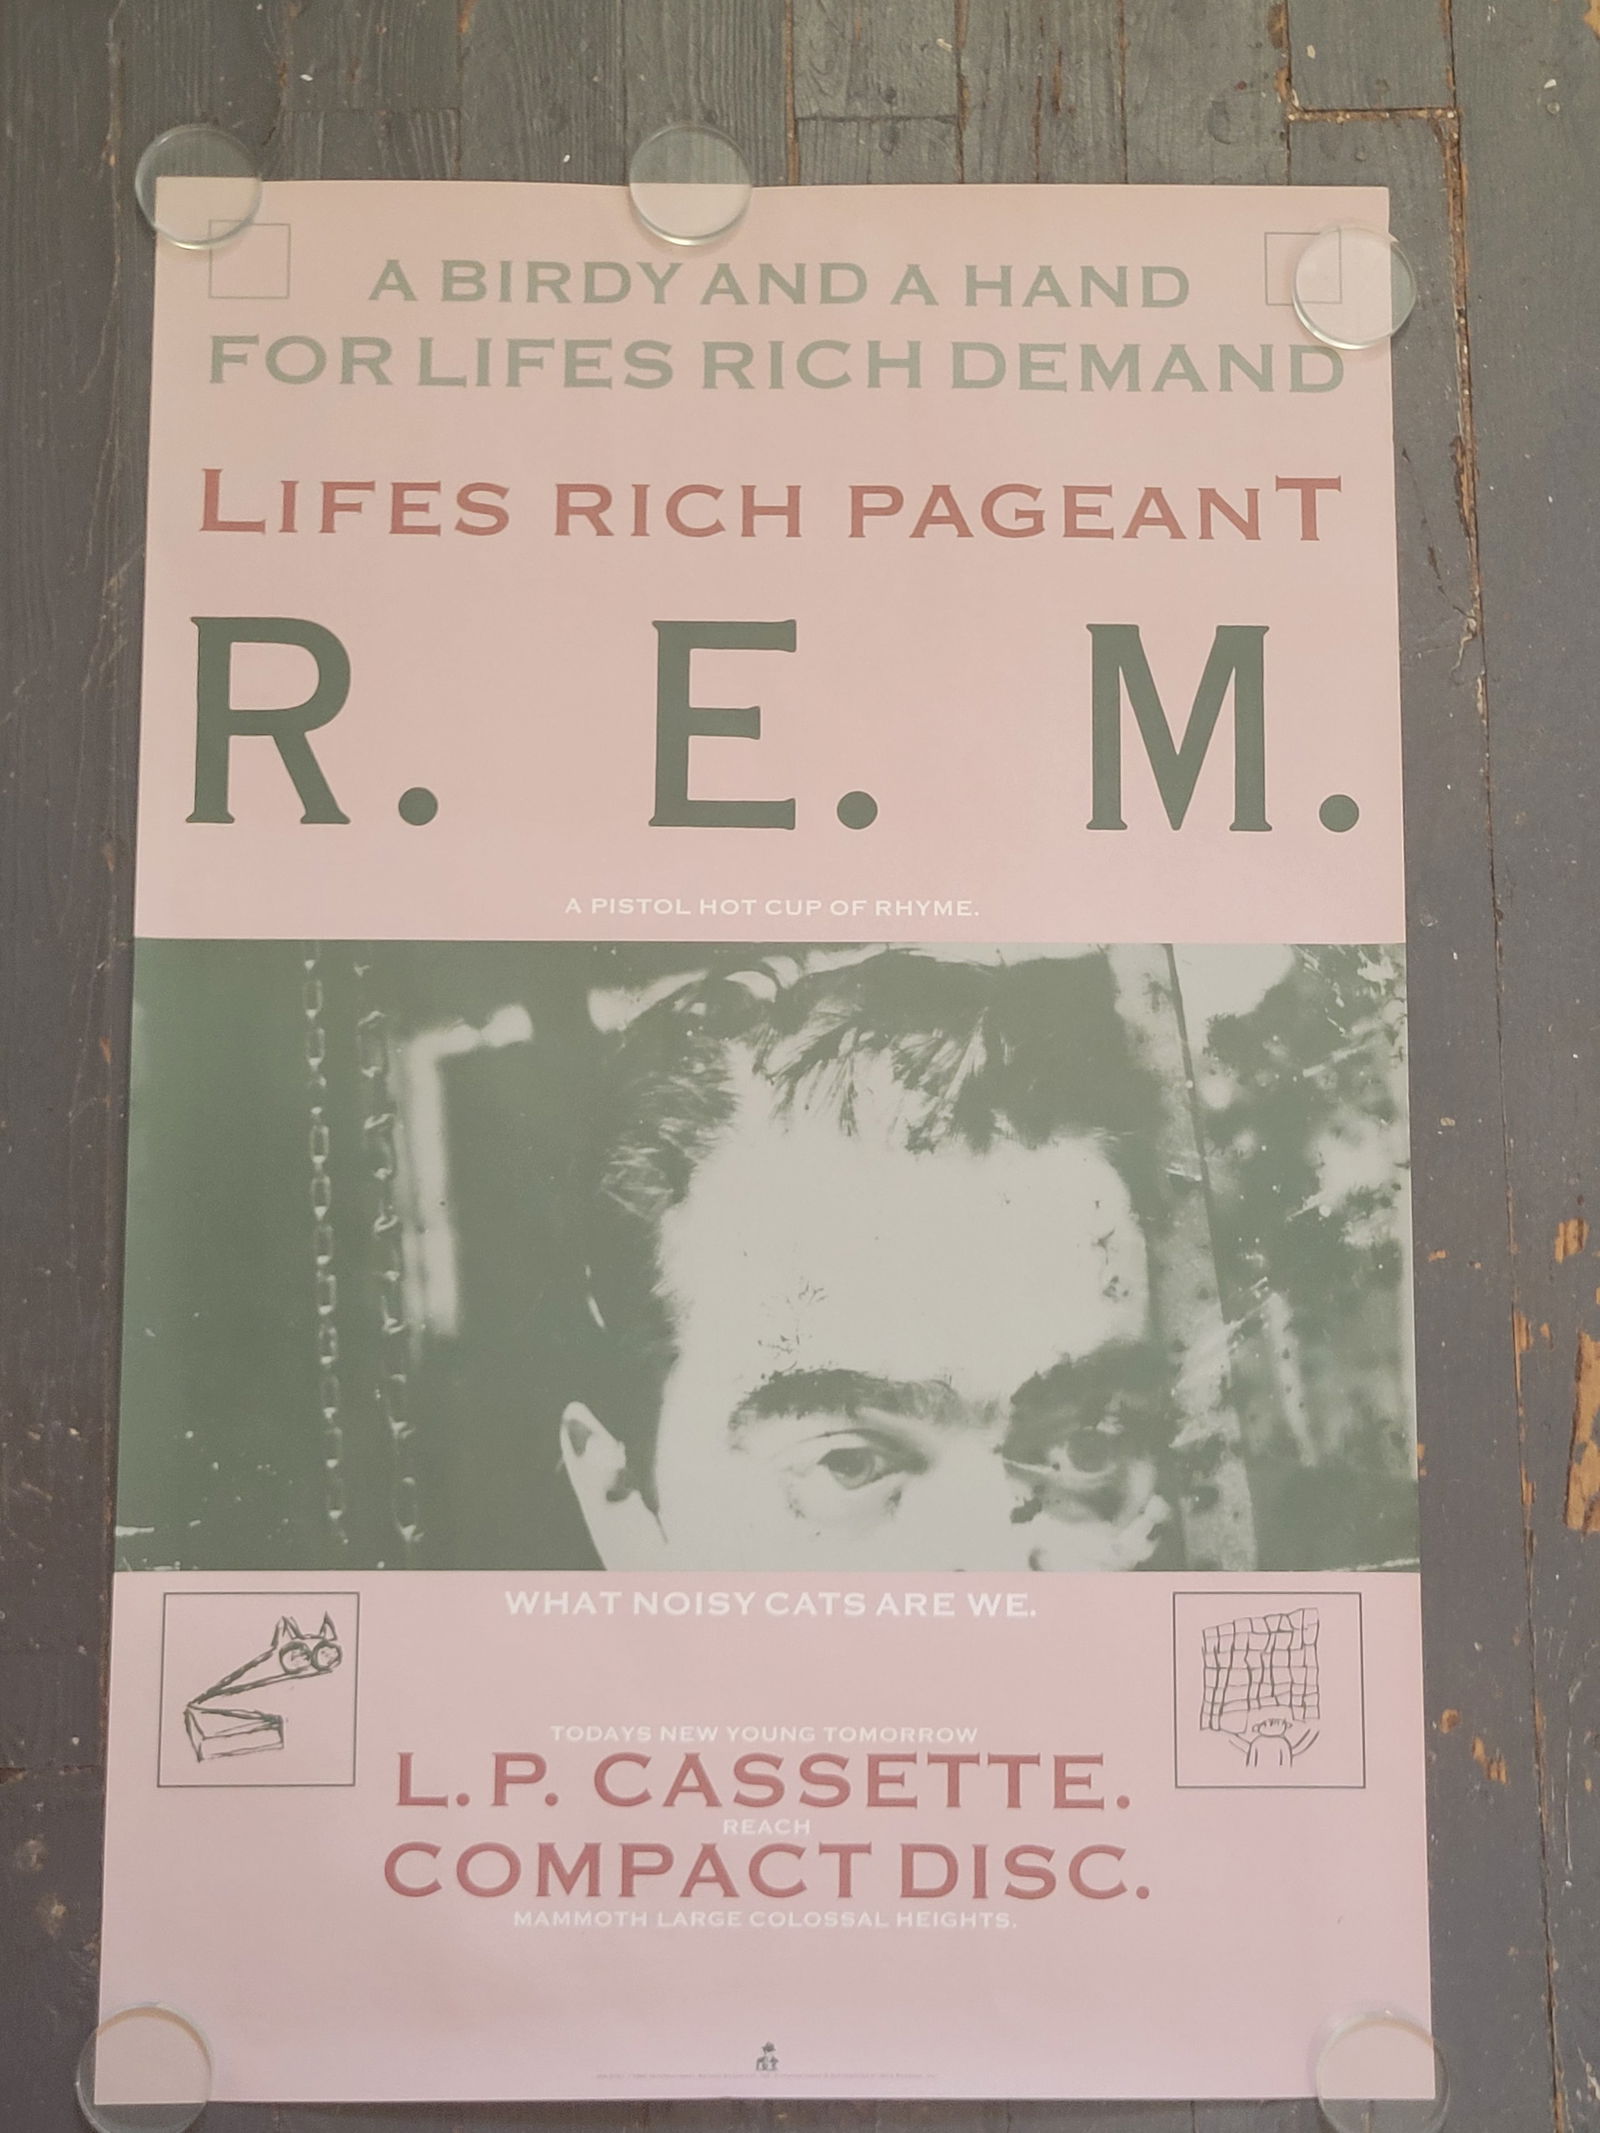 A BIRDY AND A HAND
FOR LIFES RICH DEMAND
LIFES RICH PAGEANT
R. E. M.
A PISTOL HOT CUP OF RHYME.
WHAT NOISY CATS ARE WE.
TODAYS NEW YOUNG TOMORROW
L.P. CASSETTE.
REACH
COMPACT DISC.
MAMMOTH LARGE COLOSSAL HEIGHTS.